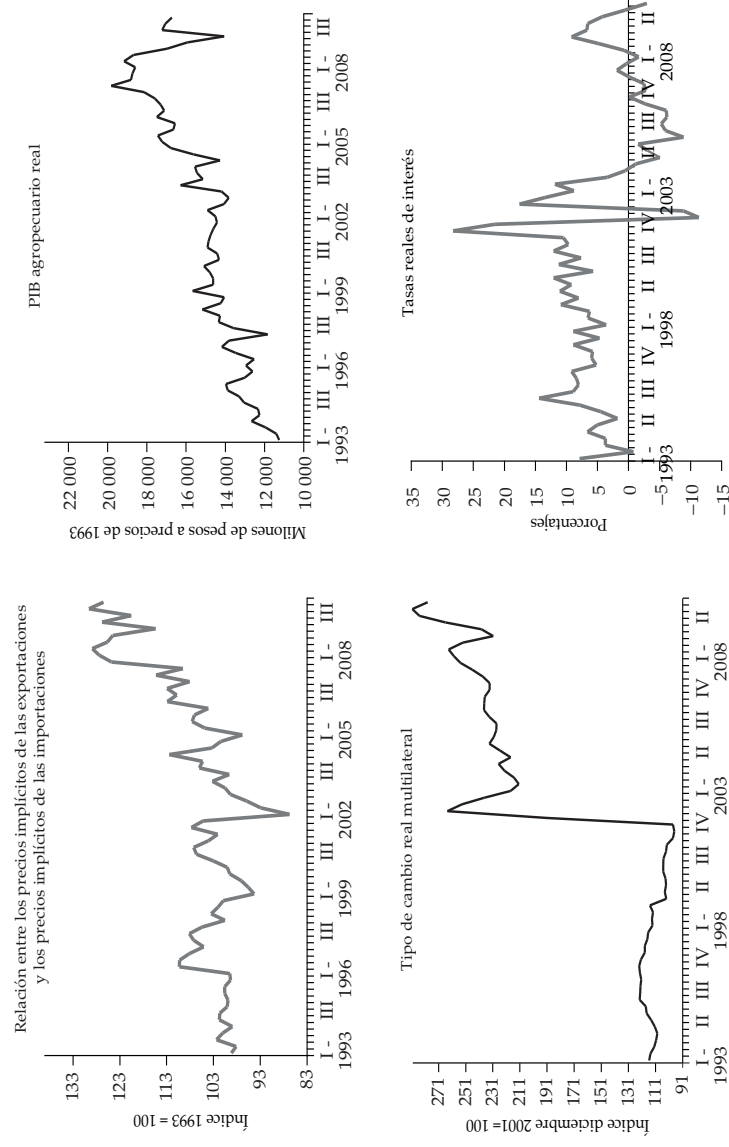 Relación entre los precios implícitos de las exportaciones
y los precios implícitos de las importaciones
Índice 1993 = 100
133
123
113
103
93
83
I - III I - III I - III I - III I - III I - III
1993 1996 1999 2002 2005 2008
PIB agropecuario real
Milones de pesos a precios de 1993
22 000
20 000
18 000
16 000
14 000
12 000
10 000
I - III I - III I - III I - III I - III I - III
1993 1996 1999 2002 2005 2008
Tipo de cambio real multilateral
Índice diciembre 2001=100
271
251
231
211
191
171
151
131
111
91
I - II III IV I - II III IV I - II III IV I - II
1993 1998 2003 2008
Tasas reales de interés
Porcentajes
35
30
25
20
15
10
5
0
−5
−10
−15
I - II III IV I - II III IV I - II III IV I - II
1993 1998 2003 2008